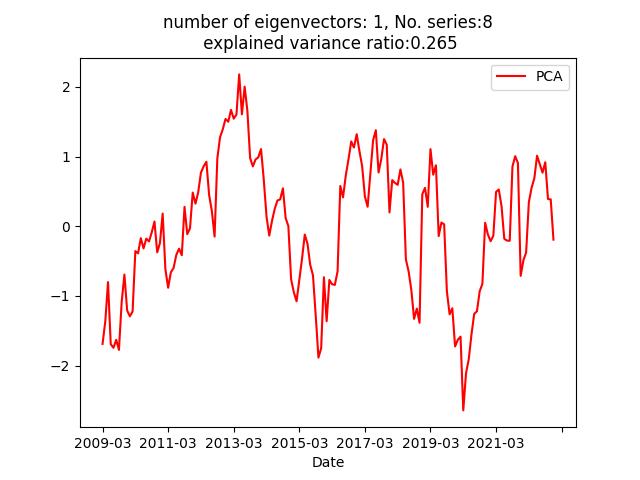 number of eigenvectors: 1, No. series:8
explained variance ratio:0.265
PCA
2
1
0
−1
−2
2009-03 2011-03 2013-03 2015-03 2017-03 2019-03 2021-03
Date